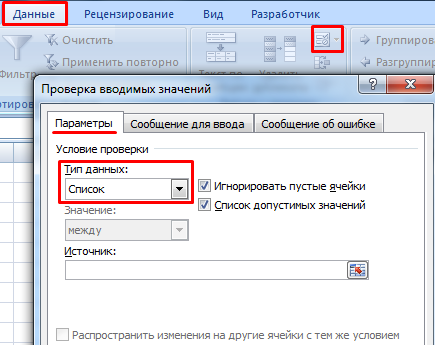 Данные Рецензирование Вид Разработчик
Фильтр
Очистить
Применить повторно
Группиров
Разгруппир
Проверка вводимых значений
Параметры Сообщение для ввода Сообщение об ошибке
Условие проверки
Тип данных:
Список
Игнорировать пустые ячейки
Список допустимых значений
Значение:
между
Источник:
Распространить изменения на другие ячейки с тем же условием